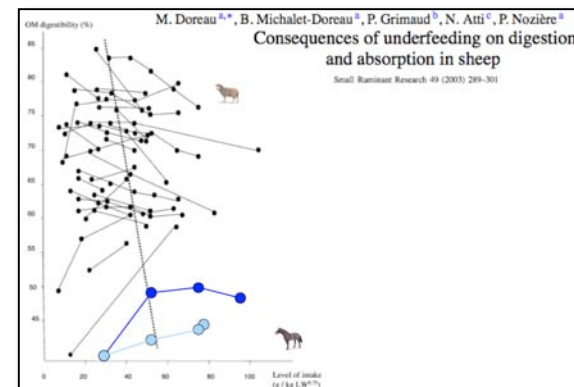 OM digestibility (%)
M. Doreau a,*, B. Michalet-Doreau a, P. Grimaud b, N. Atti c, P. Nozière a
Consequences of underfeeding on digestion
and absorption in sheep
Small Ruminant Research 49 (2003) 289–301
85
80
75
70
65
60
55
50
45
0 20 40 60 80 100
Level of intake
(g / kg LW0.75)